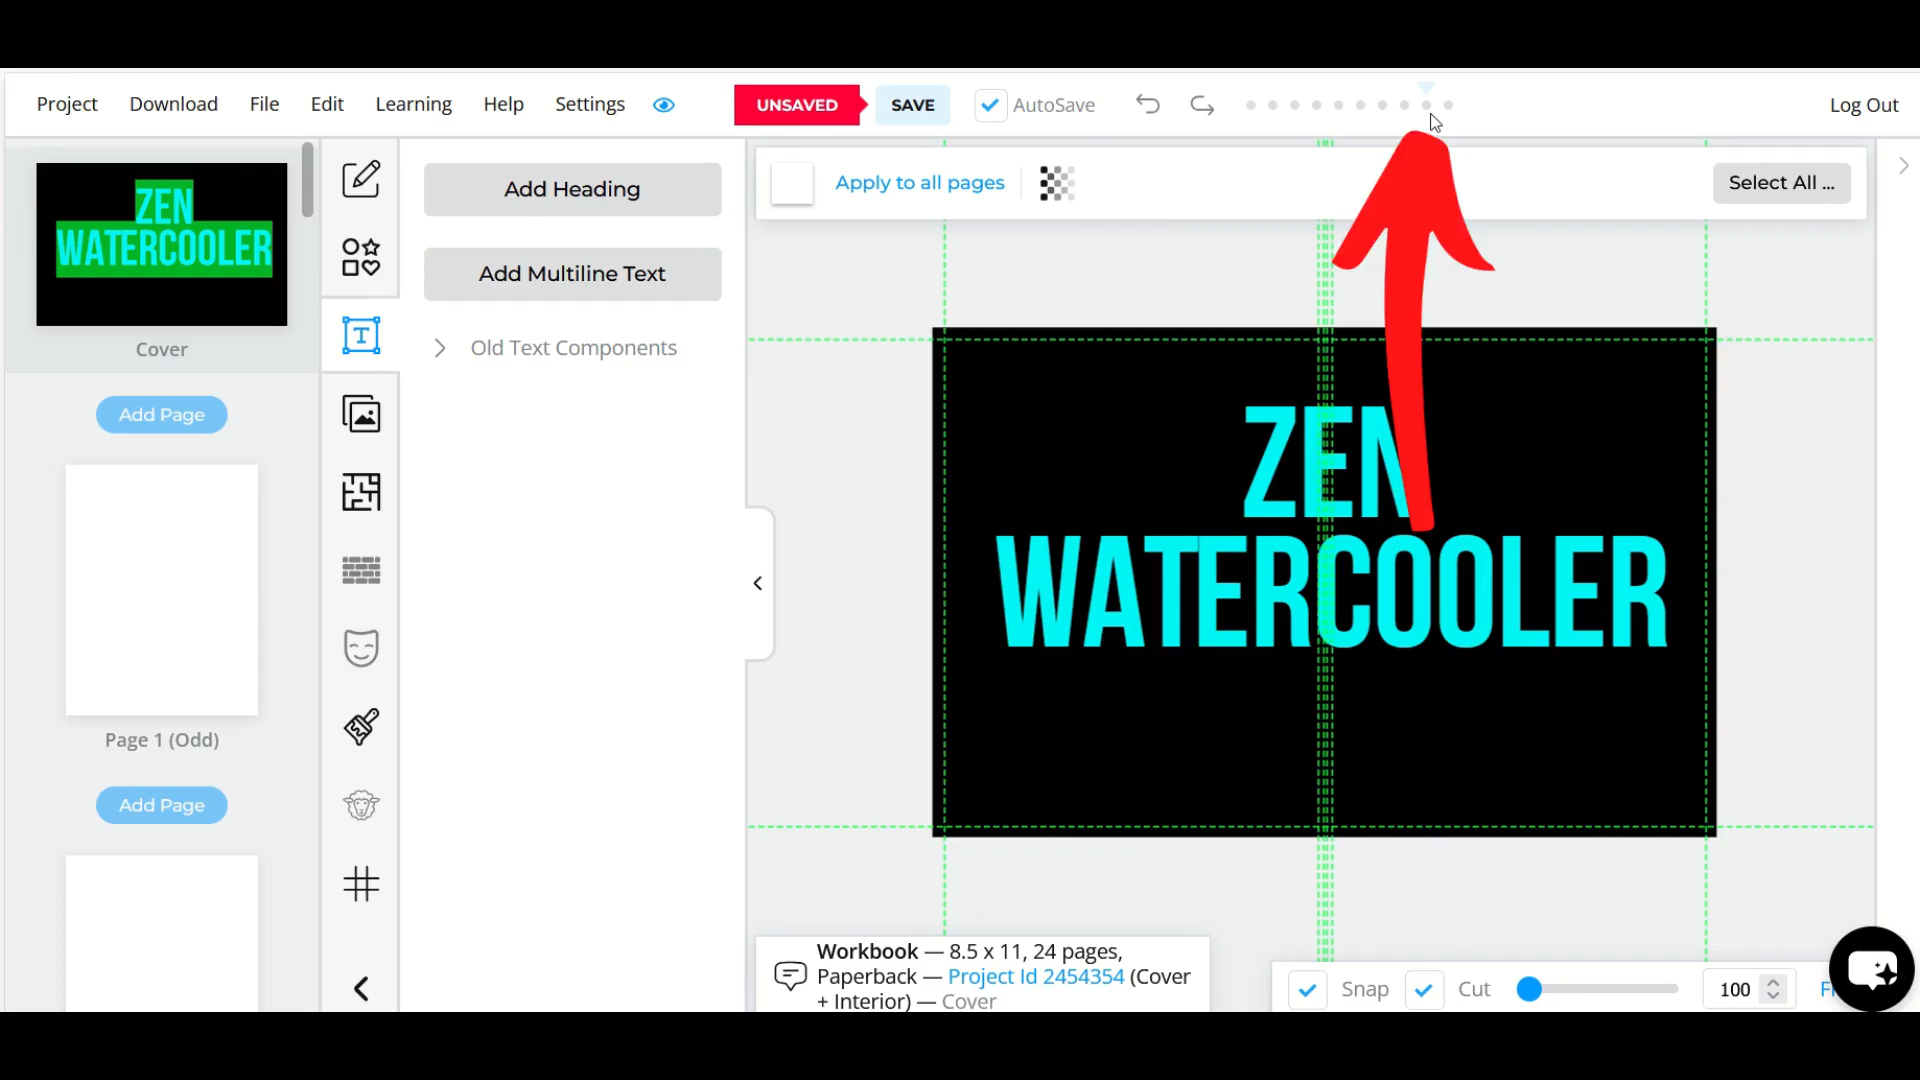 Project Download File Edit Learning Help Settings UNSAVED SAVE AutoSave Log Out
ZEN
WATERCOOLER
Cover
Add Page
Page 1 (Odd)
Add Page
Add Heading
Add Multiline Text
Old Text Components
Apply to all pages
Select All ...
ZEN
WATERCOOLER
Workbook — 8.5 x 11, 24 pages,
Paperback — Project Id 2454354 (Cover
+ Interior) — Cover
Snap Cut 100